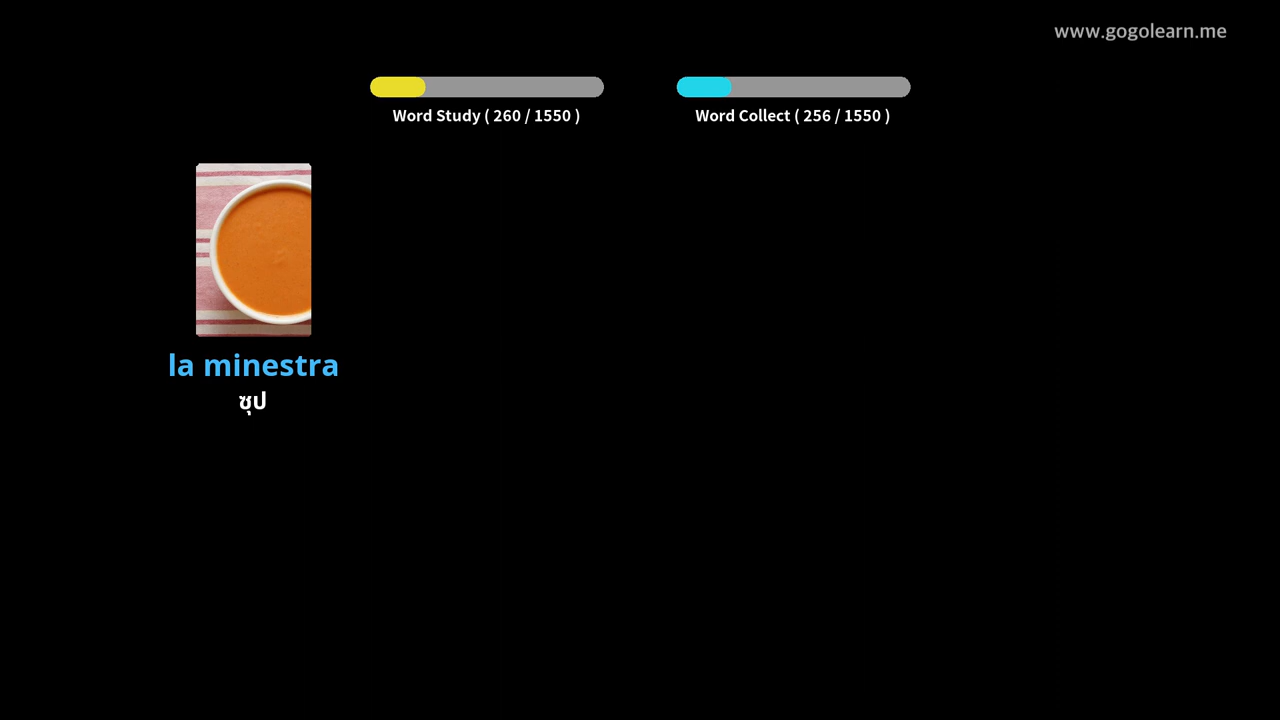 www.gogolearn.me
Word Study ( 260 / 1550 )
Word Collect ( 256 / 1550 )
la minestra
ซุป